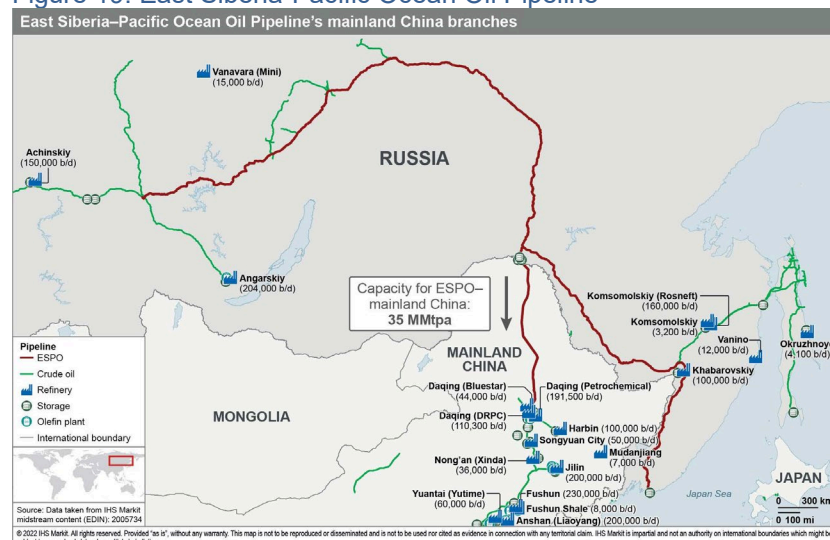 Figure 19: East Siberia-Pacific Ocean Oil Pipeline
East Siberia–Pacific Ocean Oil Pipeline's mainland China branches
Vanavara (Mini)
(15,000 b/d)
Achinskiy
(150,000 b/d)
RUSSIA
Angarskiy
(204,000 b/d)
Capacity for ESPO–
mainland China:
35 MMtpa
Komsomolskiy (Rosneft)
(160,000 b/d)
Komsomolskiy
(3,200 b/d)
Vanino
(12,000 b/d)
Okruzhnoye
(4,100 b/d)
Khabarovskiy
(100,000 b/d)
MAINLAND
CHINA
Daqing (Bluestar)
(44,000 b/d)
Daqing (Petrochemical)
(191,500 b/d)
Daqing (DRPC)
(110,300 b/d)
Harbin (100,000 b/d)
Songyuan City (50,000 b/d)
Mudanjiang
(7,000 b/d)
Nong'an (Xinda)
(36,000 b/d)
Jilin
(200,000 b/d)
Yuantai (Yutime)
(60,000 b/d)
Fushun (230,000 b/d)
Fushun Shale (8,000 b/d)
Anshan (Liaoyang) (200,000 b/d)
MONGOLIA
JAPAN
Japan Sea
0 300 km
0 100 mi
Pipeline
ESPO
Crude oil
Refinery
Storage
Olefin plant
International boundary
Source: Data taken from IHS Markit
midstream content (EDIN): 2005734
© 2022 IHS Markit. All rights reserved. Provided "as is", without any warranty. This map is not to be reproduced or disseminated and is not to be used nor cited as evidence in connection with any territorial claim. IHS Markit is impartial and not an authority on international boundaries which might b